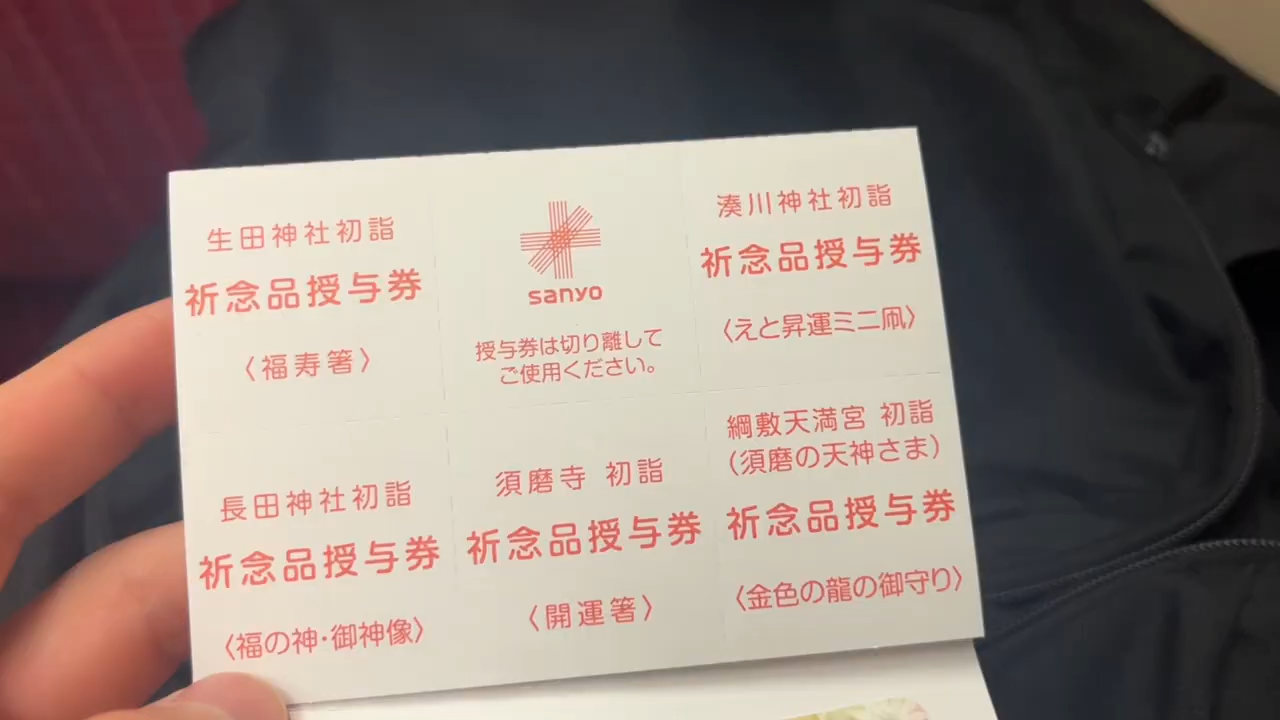 生田神社初詣
祈念品授与券
〈福寿箸〉
sanyo
授与券は切り離して
ご使用ください。
湊川神社初詣
祈念品授与券
〈えと昇運ミニ凧〉
長田神社初詣
祈念品授与券
〈福の神・御神像〉
須磨寺 初詣
祈念品授与券
〈開運箸〉
綱敷天満宮 初詣
（須磨の天神さま）
祈念品授与券
〈金色の龍の御守り〉